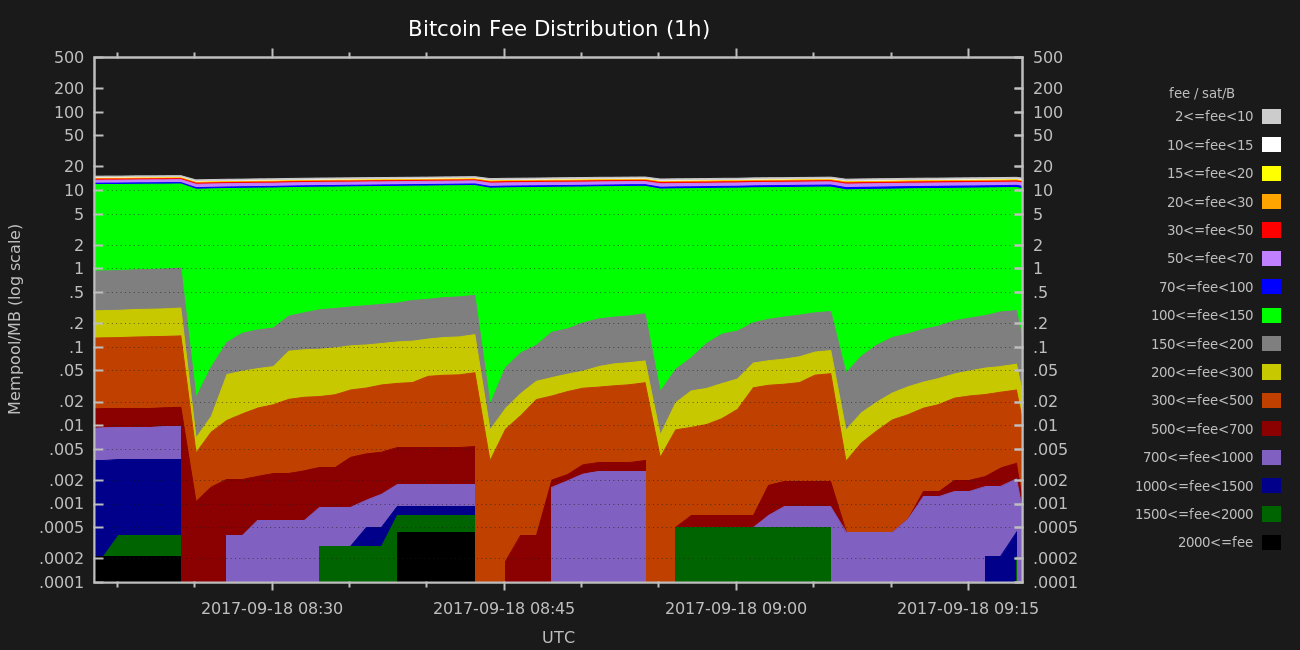 Bitcoin Fee Distribution (1h)
500
200
100
50
20
10
5
2
1
.5
.2
.1
.05
.02
.01
.005
.002
.001
.0005
.0002
.0001
Mempool/MB (log scale)
500
200
100
50
20
10
5
2
1
.5
.2
.1
.05
.02
.01
.005
.002
.001
.0005
.0002
.0001
2017-09-18 08:30 2017-09-18 08:45 2017-09-18 09:00 2017-09-18 09:15
UTC
fee / sat/B
2<=fee<10
10<=fee<15
15<=fee<20
20<=fee<30
30<=fee<50
50<=fee<70
70<=fee<100
100<=fee<150
150<=fee<200
200<=fee<300
300<=fee<500
500<=fee<700
700<=fee<1000
1000<=fee<1500
1500<=fee<2000
2000<=fee